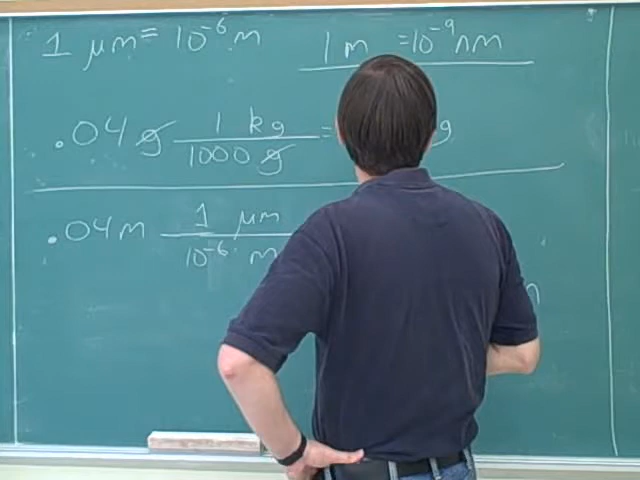 1 μm = 10⁻⁶ m
1 m = 10⁻⁹ nm
.04 g 1 kg / 1000 g = g
.04 m 1 μm / 10⁻⁶ m